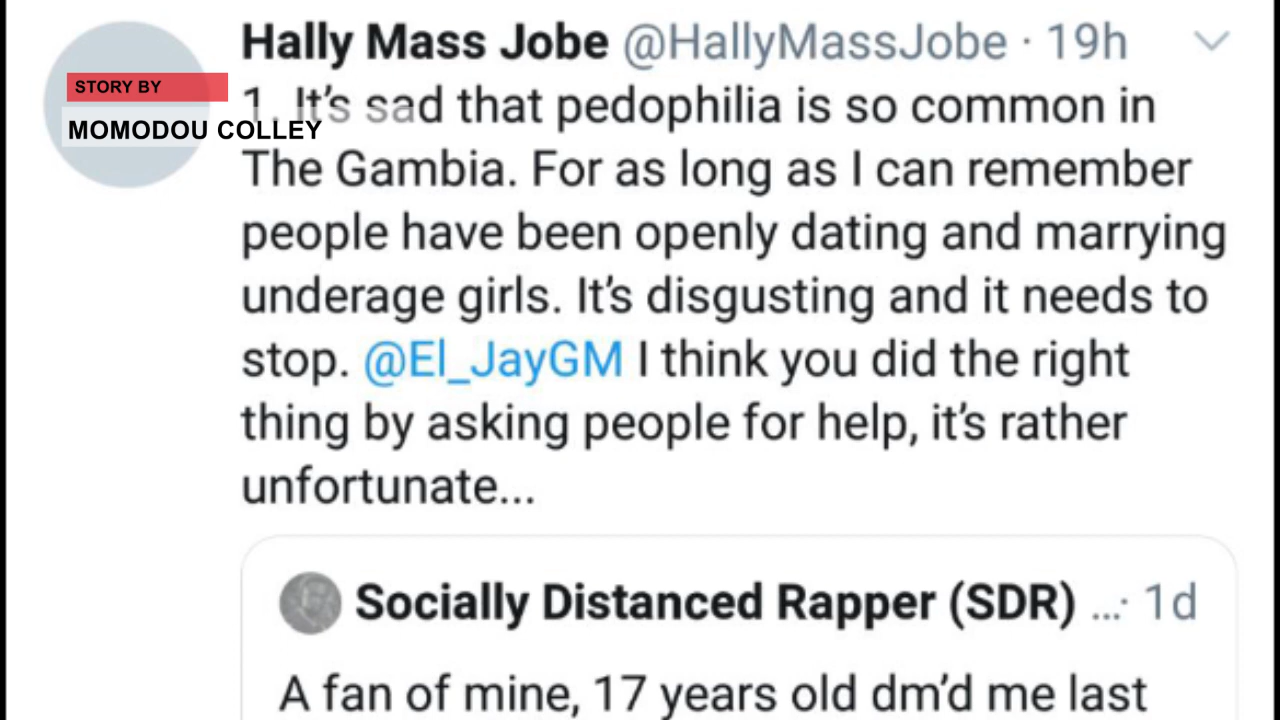 Hally Mass Jobe @HallyMassJobe · 19h
STORY BY
MOMODOU COLLEY
1. It's sad that pedophilia is so common in
The Gambia. For as long as I can remember
people have been openly dating and marrying
underage girls. It's disgusting and it needs to
stop. @El_JayGM I think you did the right
thing by asking people for help, it's rather
unfortunate...
Socially Distanced Rapper (SDR) ...· 1d
A fan of mine, 17 years old dm'd me last